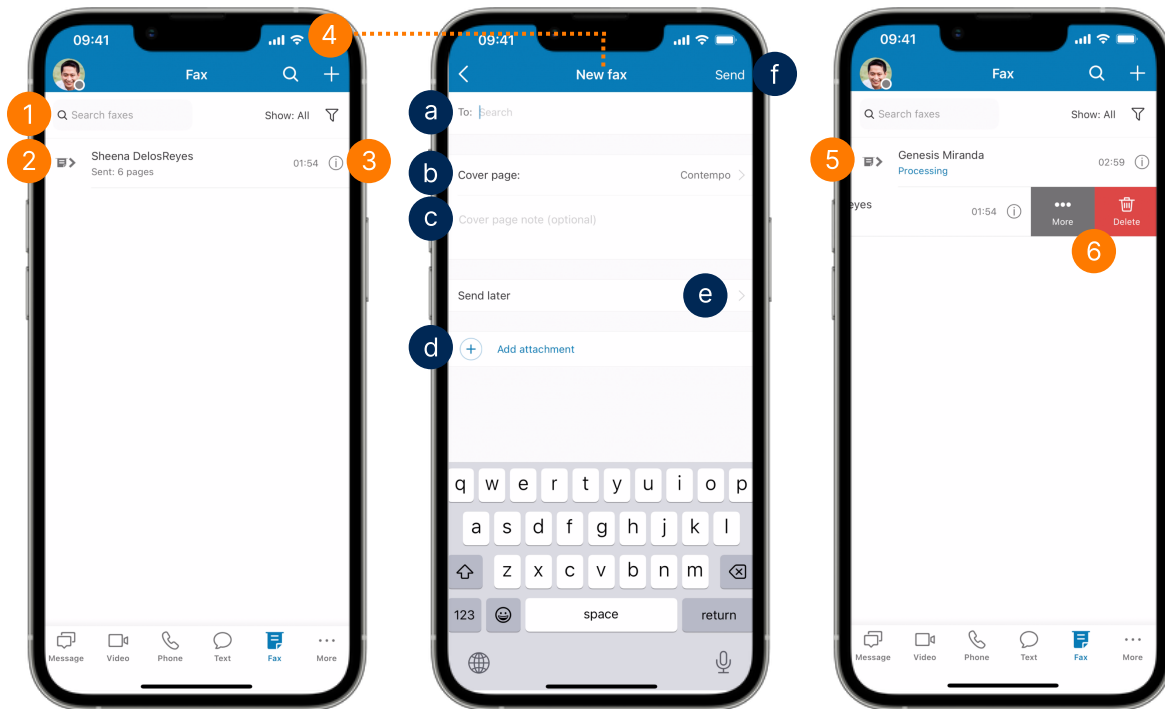 09:41
4
Fax
1
Search faxes
Show: All
2
Sheena DelosReyes
Sent: 6 pages
01:54
3
Message
Video
Phone
Text
Fax
More
09:41
New fax
Send
f
a
To: Search
b
Cover page:
Contempo
c
Cover page note (optional)
Send later
e
d
Add attachment
q w e r t y u i o p
a s d f g h j k l
z x c v b n m
123
space
return
09:41
Fax
Search faxes
Show: All
5
Genesis Miranda
Processing
02:59
eyes
01:54
More
Delete
6
Message
Video
Phone
Text
Fax
More